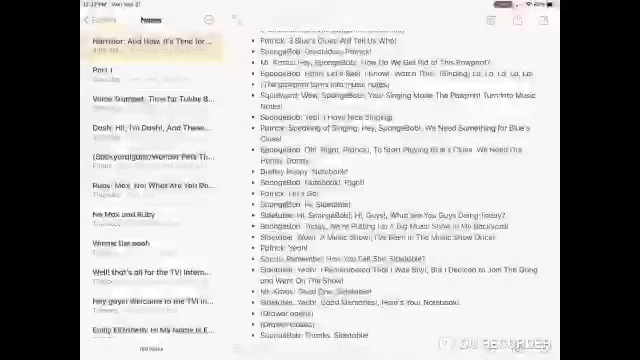 12:32 PM Mon Sep 21
Folders
Notes
Narrator: And Now, It's Time for...
Part 1
Voice Trumpet: Time for Tubby B...
Dash: Hi!, I'm Dash!, And These...
(Backyardigans/Wonder Pets Th...
Friday
Ruby: Max, No! What Are You Do...
Thursday
No Max and Ruby
Winnie the pooh
Well! that's all the TV! Intern...
Hey guys! Welcome to the TV! In...
Emily Elizabeth: Hi My Name Is E...
Patrick: 3 Blue's Clues Will Tell Us Who!
SpongeBob: Patrick!
Mr. Krabs: Hey, SpongeBob!, How Do We Get Rid of This Pawprint?
SpongeBob: Let's See! I Know! Watch This! (Singing) La, La, La, La, La!
(The pawprint turns into music notes)
Squidward: Wow, SpongeBob!, Your Singing Made The Pawprint Turn Into Music
Notes!
SpongeBob: Yep! I Have Nice Singing!
Patrick: Speaking of Singing, Hey, SpongeBob!, We Need Something for Blue's
Clues!
SpongeBob: Oh! Right, Patrick!, To Start Playing Blue's Clues, We Need Our
Handy, Dandy,
Dudley Puppy: Notebook!
SpongeBob: Notebook!, Right!
Patrick: Let's Go!
SpongeBob: Hi, Sidetable!
Sidetable: Hi, SpongeBob!, Hi, Guys!, What are You Guys Doing Today?
SpongeBob: Today, We're Putting Up A Big Music Show in My Backyard!
Sidetable: Wow! A Music Show!, I've Been in The Music Show Once!
Patrick: Yeah!
Sandy: Remember How You Felt Shy, Sidetable?
Sidetable: Yeah! I Remembered That I Was Shy!, But I Decided to Join The Gang
and Went On The Show!
Mr. Krabs: Good One, Sidetable!
Sidetable: Yeah! Good Memories!, Here's Your Notebook!
(Drawer opens)
(Drawer closes)
SpongeBob: Thanks, Sidetable!
DU RECORDER